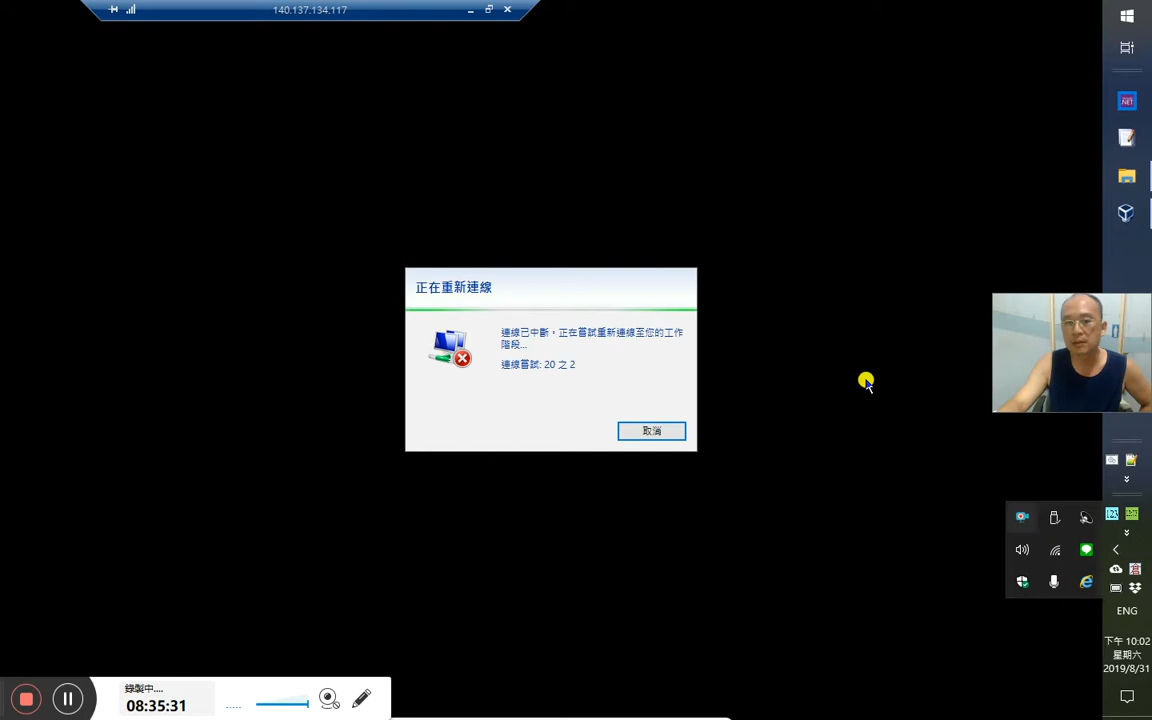 140.137.134.117
正在重新連線
連線已中斷。正在嘗試重新連線至您的工作
階段...
連線嘗試: 20 之 2
取消
NET
123
ENG
下午 10:02
星期六
2019/8/31
錄製中....
08:35:31